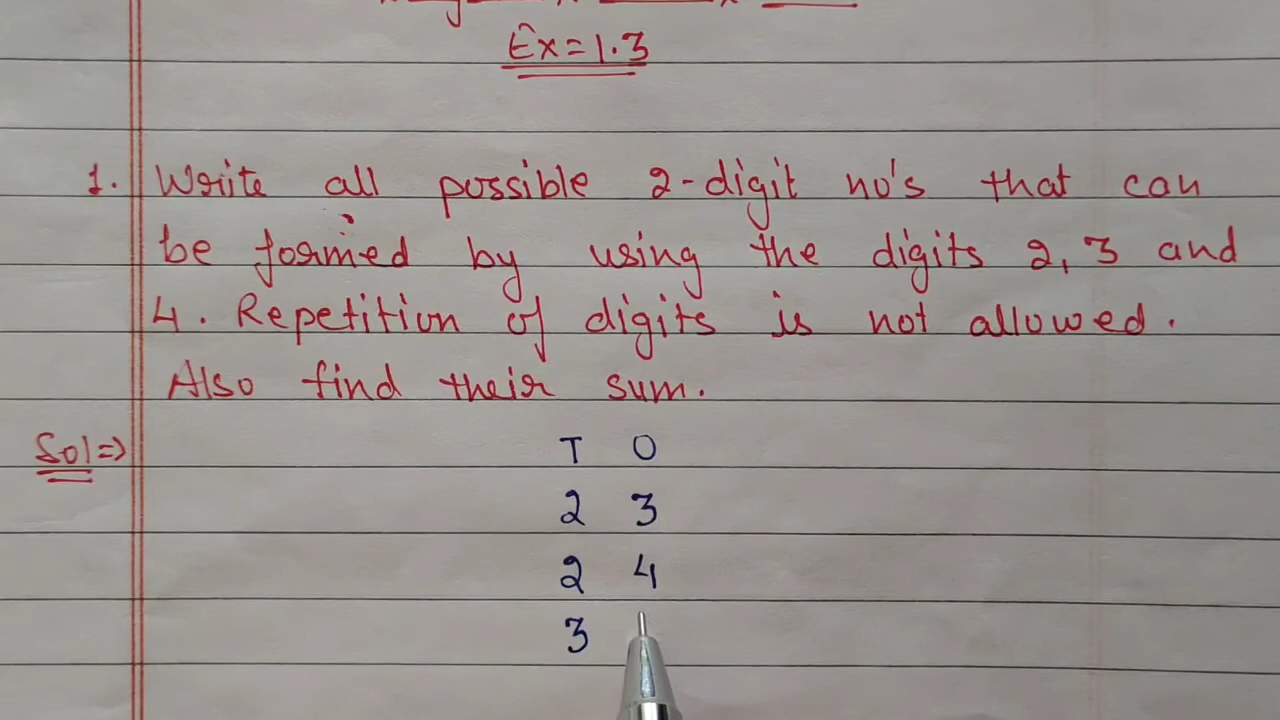 Ex=1.3
1. Write all possible 2-digit no's that can
be formed by using the digits 2, 3 and
4. Repetition of digits is not allowed.
Also find their sum.
Sol=>
T O
2 3
2 4
3